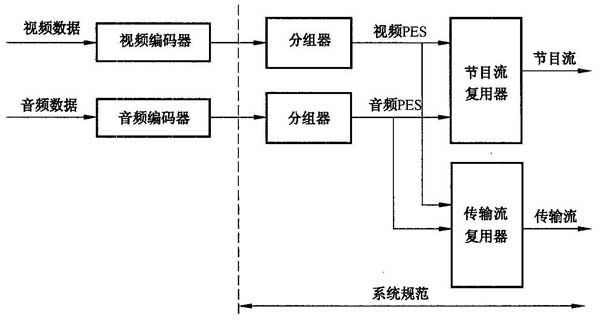 视频数据
视频编码器
分组器
视频PES
节目流
复用器
节目流
音频数据
音频编码器
分组器
音频PES
传输流
复用器
传输流
系统规范